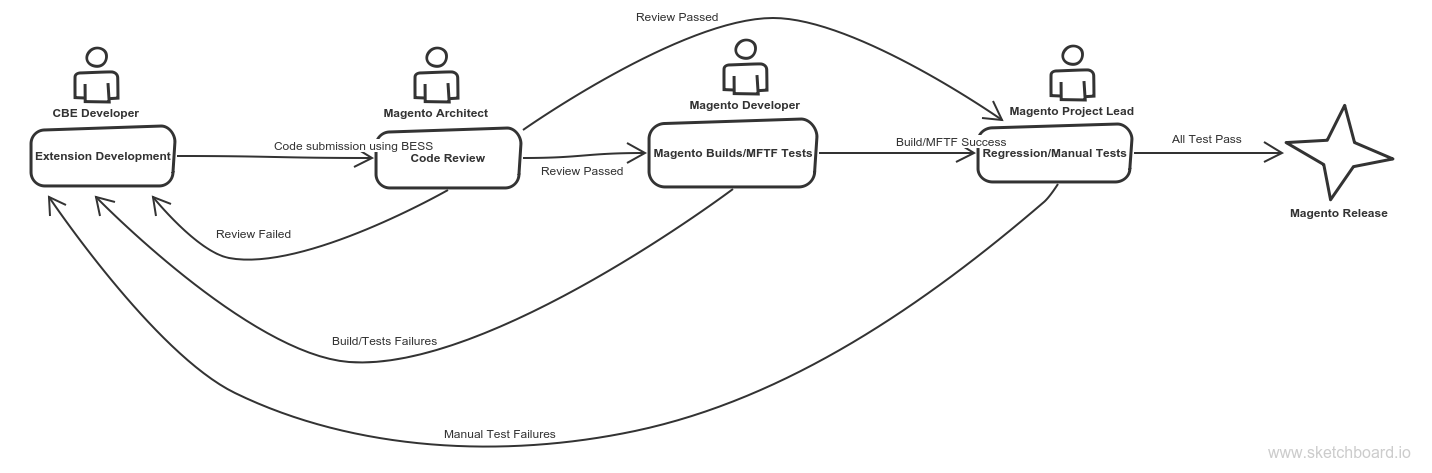 Review Passed
CBE Developer
Magento Architect
Magento Developer
Magento Project Lead
Extension Development
Code submission using BESS
Code Review
Review Passed
Magento Builds/MFTF Tests
Build/MFTF Success
Regression/Manual Tests
All Test Pass
Magento Release
Review Failed
Build/Tests Failures
Manual Test Failures
www.sketchboard.io